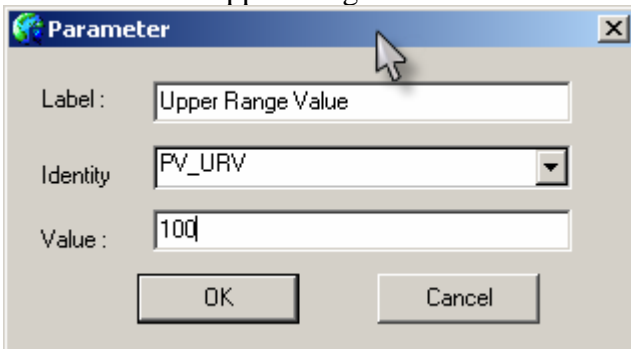 Parameter
Label :
Upper Range Value
Identity
PV_URV
Value :
100
OK
Cancel